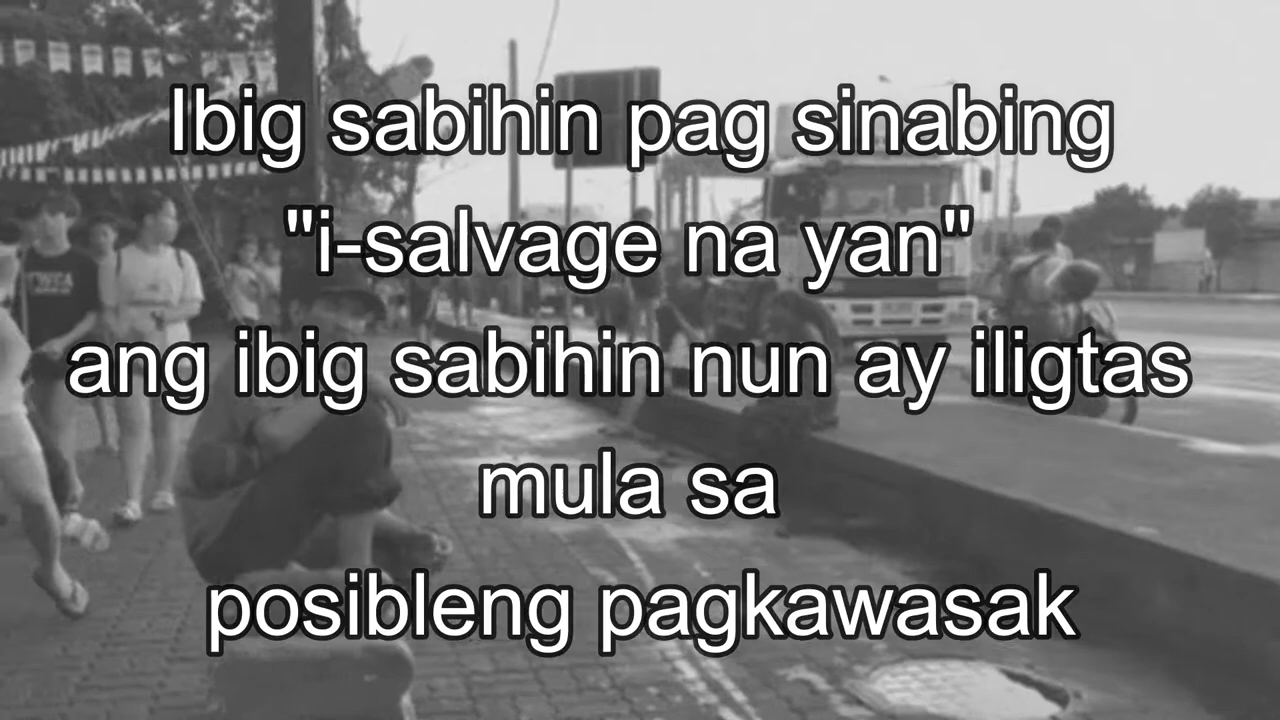 Ibig sabihin pag sinabing
"i-salvage na yan"
ang ibig sabihin nun ay iligtas
mula sa
posibleng pagkawasak